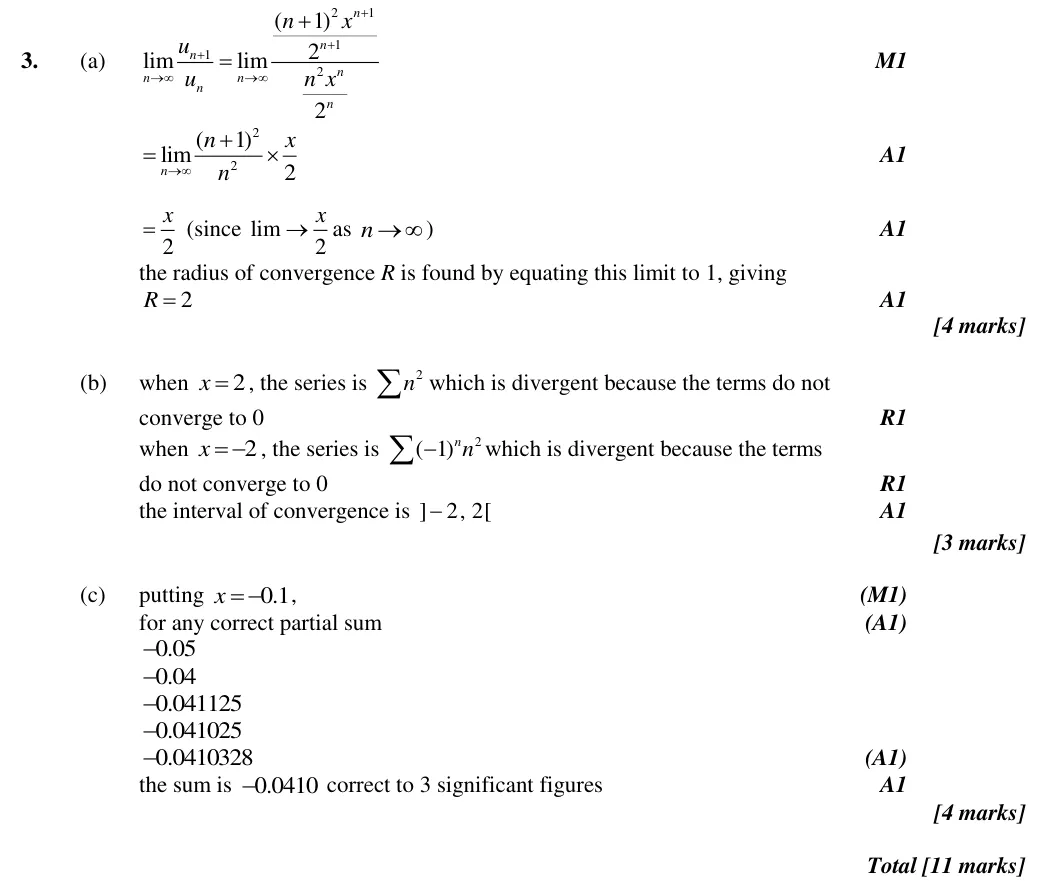 3. (a) lim_{n→∞} u_{n+1}/u_n = lim_{n→∞} ((n+1)² x^{n+1} / 2^{n+1}) / (n² x^n / 2^n) M1
= lim_{n→∞} (n+1)²/n² × x/2 A1
= x/2 (since lim → x/2 as n → ∞) A1
the radius of convergence R is found by equating this limit to 1, giving
R = 2 A1
[4 marks]
(b) when x = 2, the series is ∑n² which is divergent because the terms do not
converge to 0 R1
when x = −2, the series is ∑(−1)ⁿn² which is divergent because the terms
do not converge to 0 R1
the interval of convergence is ]−2, 2[ A1
[3 marks]
(c) putting x = −0.1, (M1)
for any correct partial sum (A1)
−0.05
−0.04
−0.041125
−0.041025
−0.0410328 (A1)
the sum is −0.0410 correct to 3 significant figures A1
[4 marks]
Total [11 marks]